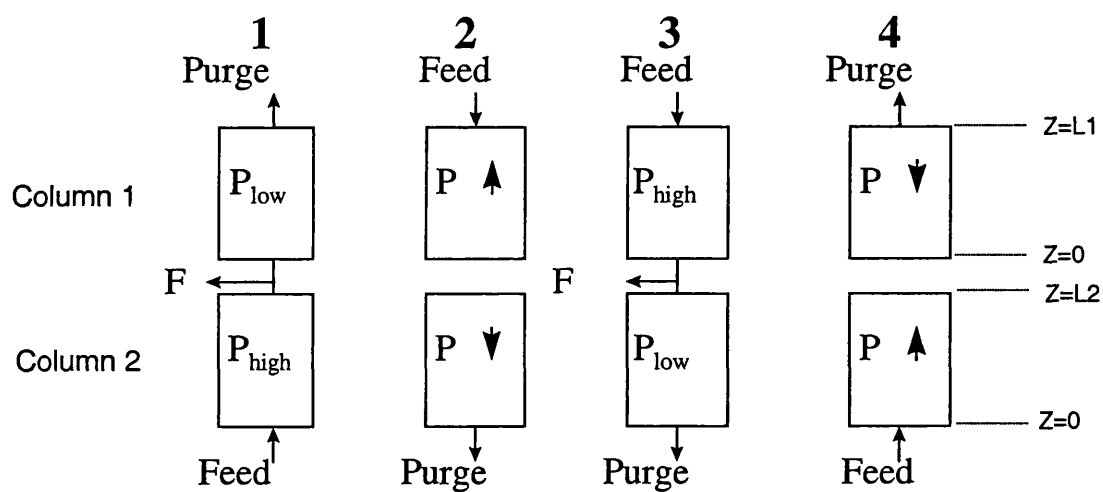 1 2 3 4
Purge Feed Feed Purge
Z=L1
Column 1 P_low P P_high P
Z=0
F F
Z=L2
Column 2 P_high P P_low P
Z=0
Feed Purge Purge Feed